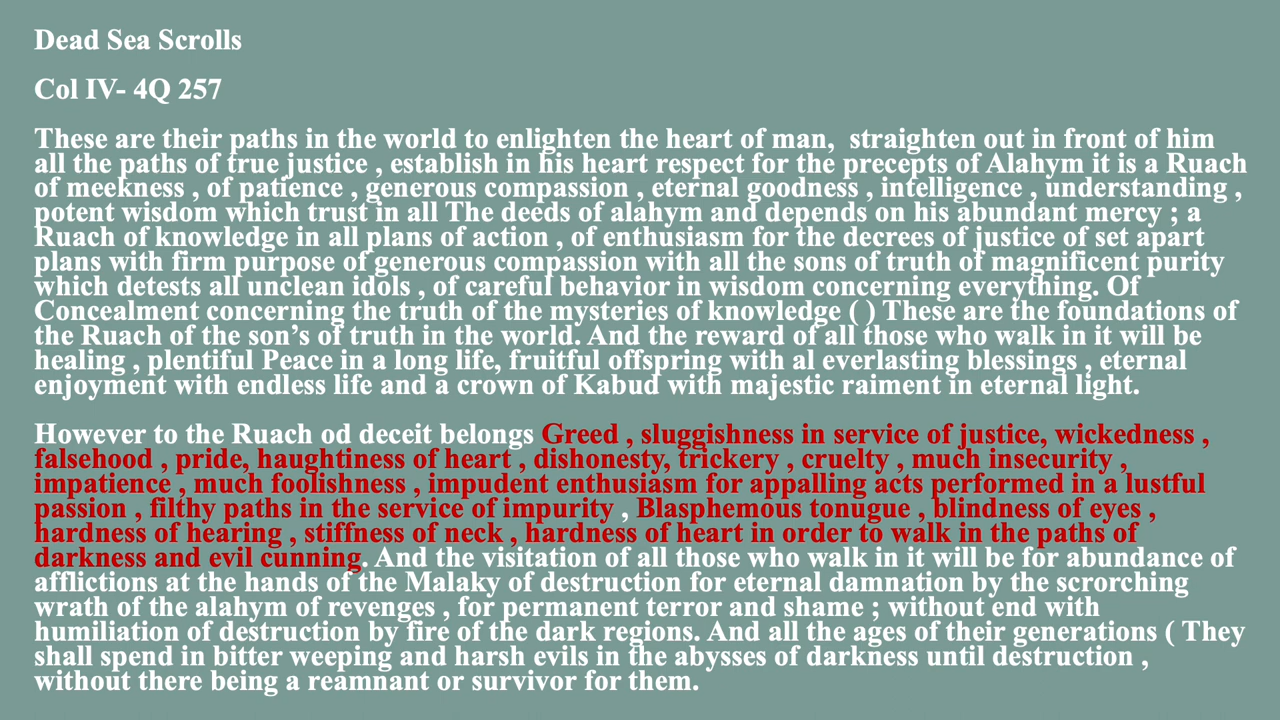 Dead Sea Scrolls
Col IV- 4Q 257
These are their paths in the world to enlighten the heart of man,  straighten out in front of him
all the paths of true justice , establish in his heart respect for the precepts of Alahym it is a Ruach
of meekness , of patience , generous compassion , eternal goodness , intelligence , understanding ,
potent wisdom which trust in all The deeds of alahym and depends on his abundant mercy ; a
Ruach of knowledge in all plans of action , of enthusiasm for the decrees of justice of set apart
plans with firm purpose of generous compassion with all the sons of truth of magnificent purity
which detests all unclean idols , of careful behavior in wisdom concerning everything. Of
Concealment concerning the truth of the mysteries of knowledge ( ) These are the foundations of
the Ruach of the son’s of truth in the world. And the reward of all those who walk in it will be
healing , plentiful Peace in a long life, fruitful offspring with al everlasting blessings , eternal
enjoyment with endless life and a crown of Kabud with majestic raiment in eternal light.
However to the Ruach od deceit belongs Greed , sluggishness in service of justice, wickedness ,
falsehood , pride, haughtiness of heart , dishonesty, trickery , cruelty , much insecurity ,
impatience , much foolishness , impudent enthusiasm for appalling acts performed in a lustful
passion , filthy paths in the service of impurity , Blasphemous tonugue , blindness of eyes ,
hardness of hearing , stiffness of neck , hardness of heart in order to walk in the paths of
darkness and evil cunning. And the visitation of all those who walk in it will be for abundance of
afflictions at the hands of the Malaky of destruction for eternal damnation by the scrorching
wrath of the alahym of revenges , for permanent terror and shame ; without end with
humiliation of destruction by fire of the dark regions. And all the ages of their generations ( They
shall spend in bitter weeping and harsh evils in the abysses of darkness until destruction ,
without there being a reamnant or survivor for them.